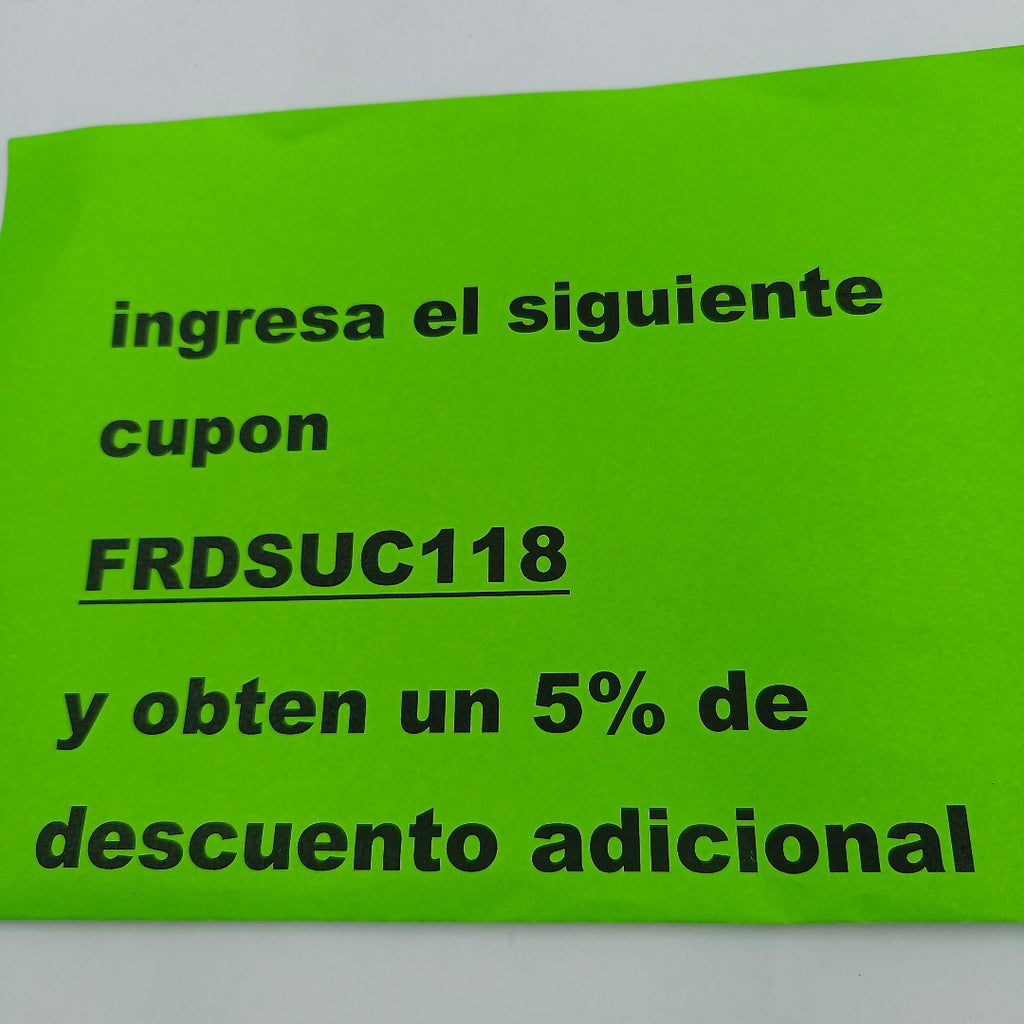 ingresa el siguiente
cupon
FRDSUC118
y obten un 5% de
descuento adicional